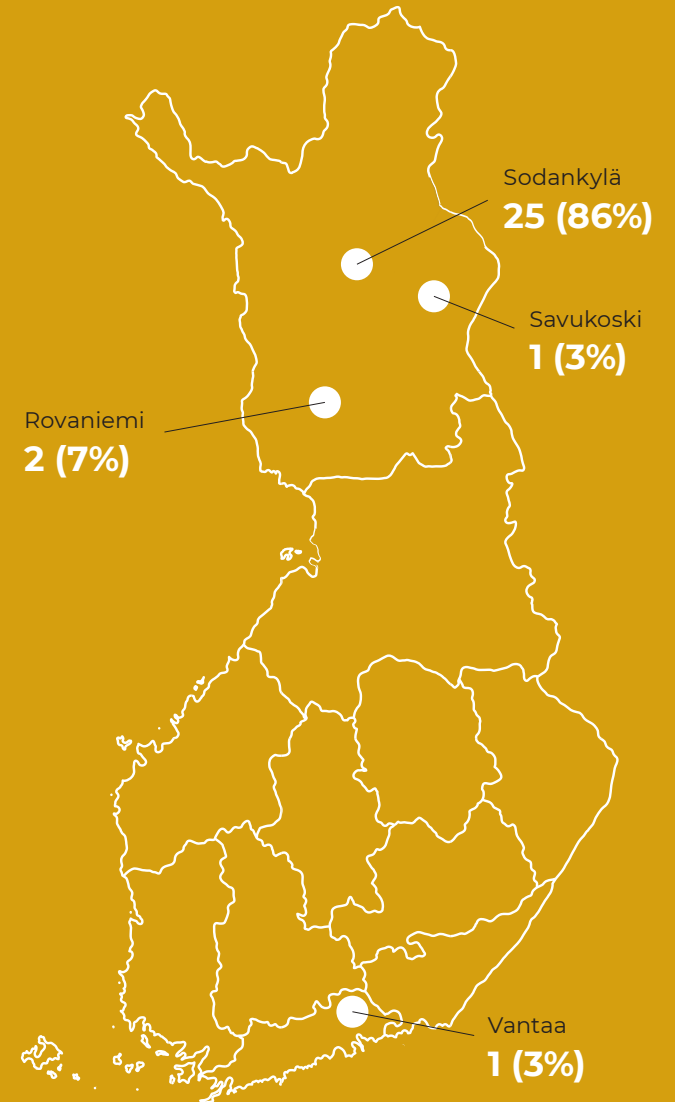 Sodankylä
25 (86%)
Savukoski
1 (3%)
Rovaniemi
2 (7%)
Vantaa
1 (3%)